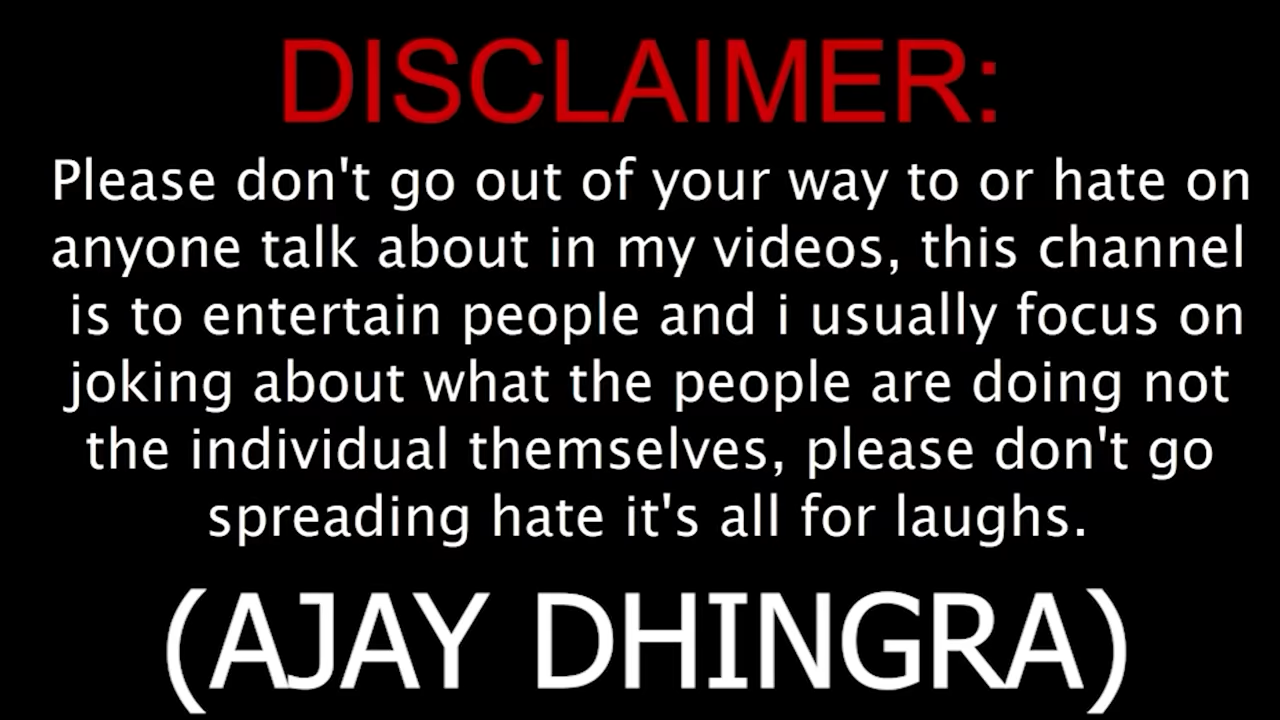 DISCLAIMER:
Please don't go out of your way to or hate on
anyone talk about in my videos, this channel
is to entertain people and i usually focus on
joking about what the people are doing not
the individual themselves, please don't go
spreading hate it's all for laughs.
(AJAY DHINGRA)